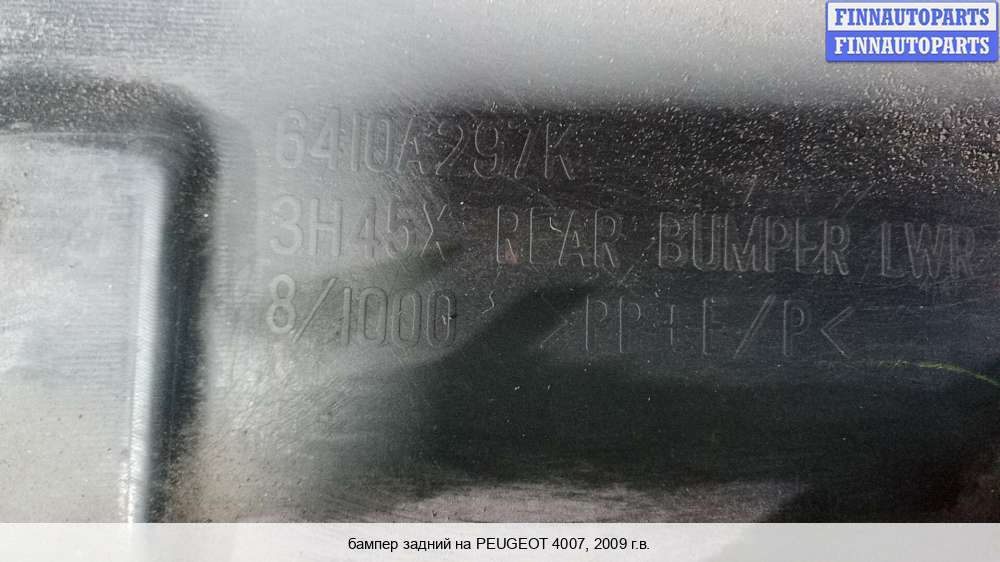 FINNAUTOPARTS
FINNAUTOPARTS
6410A297K
3H45X REAR BUMPER LWR
8/1000 >PP+E/P<
бампер задний на PEUGEOT 4007, 2009 г.в.